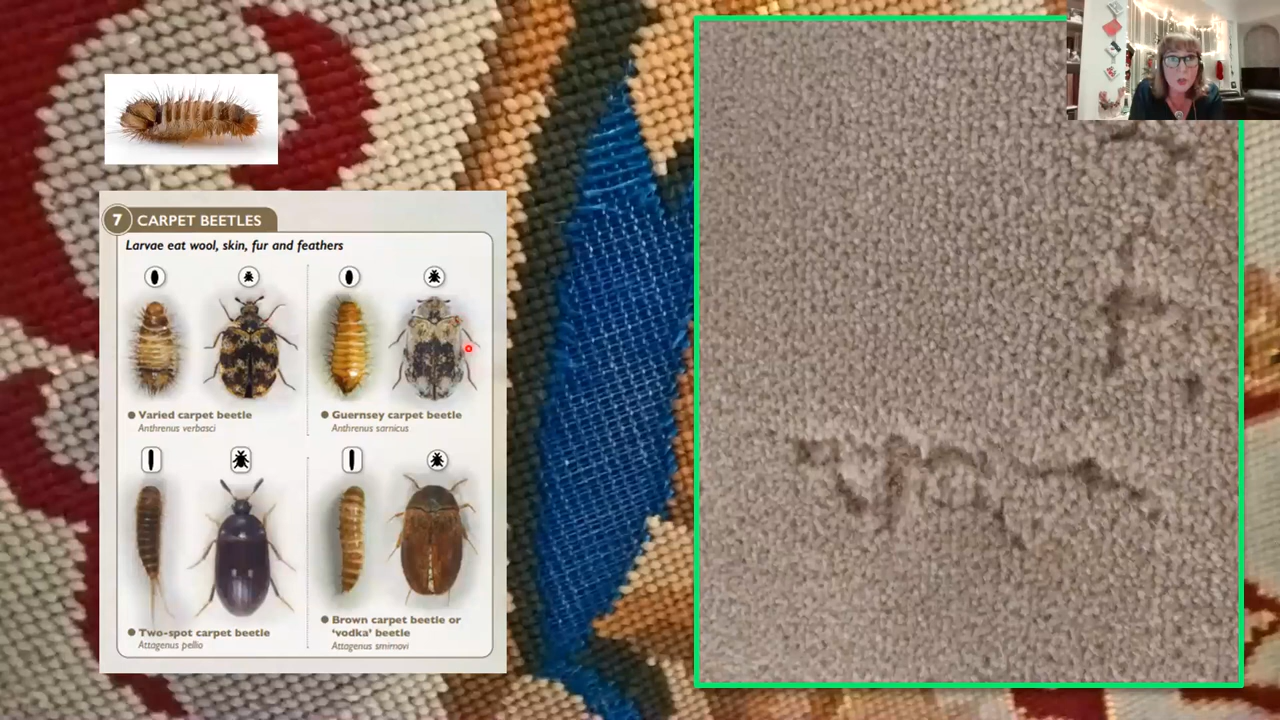 7 CARPET BEETLES
Larvae eat wool, skin, fur and feathers
Varied carpet beetle
Anthrenus verbasci
Guernsey carpet beetle
Anthrenus sarnicus
Two-spot carpet beetle
Attagenus pellio
Brown carpet beetle or
'vodka' beetle
Attagenus smirnovi